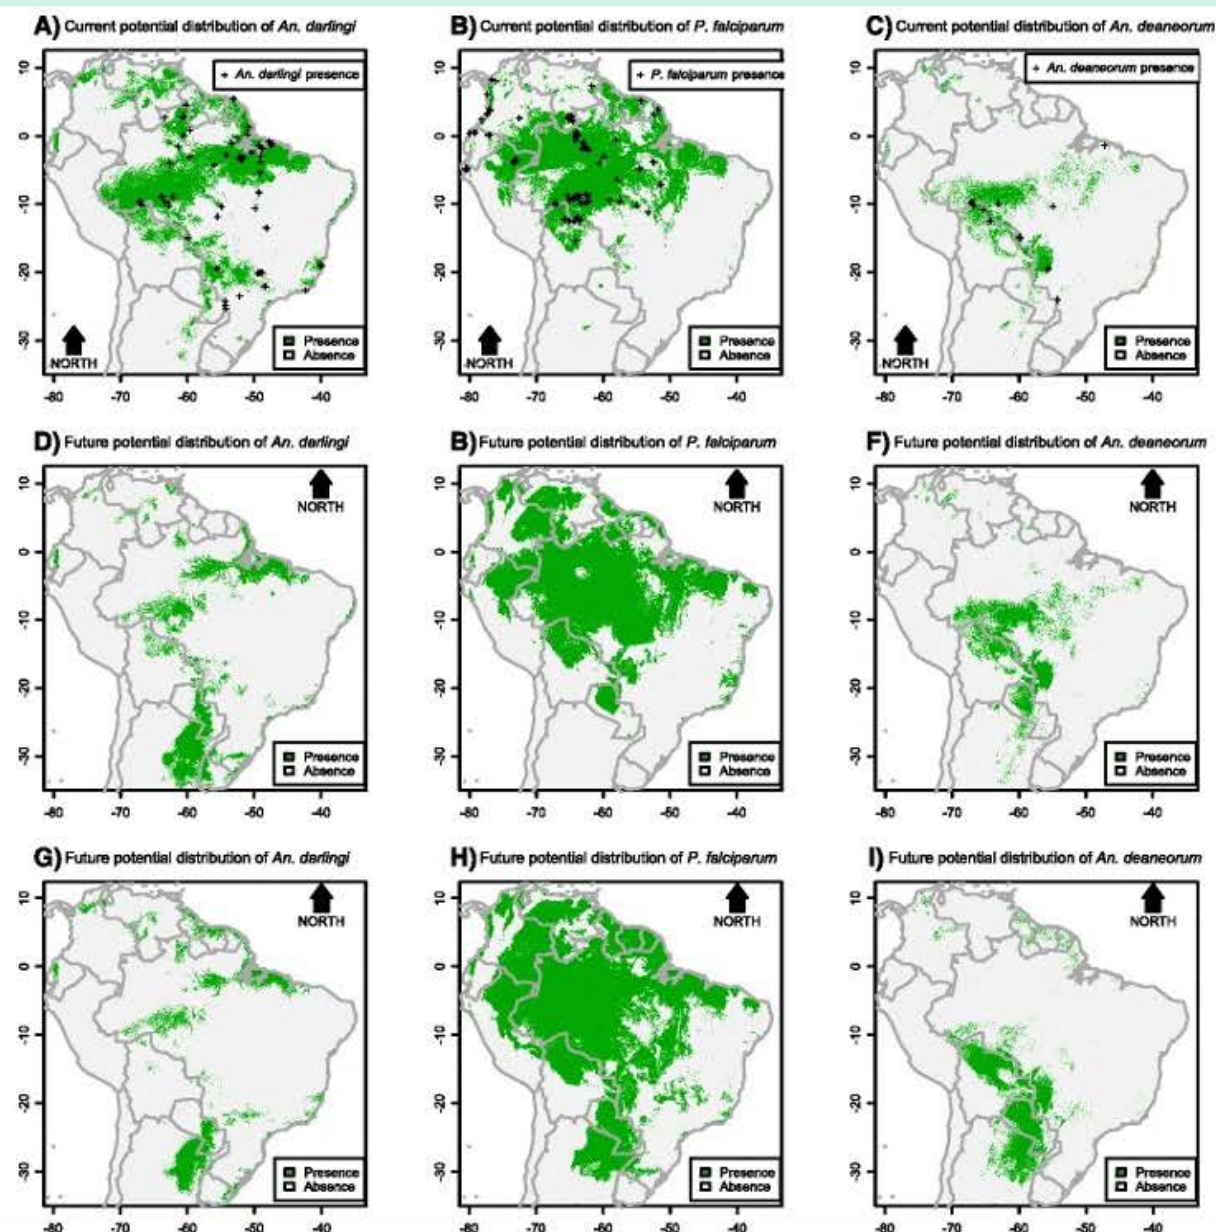 A) Current potential distribution of An. darlingi
B) Current potential distribution of P. falciparum
C) Current potential distribution of An. deaneorum
+ An. darlingi presence
+ P. falciparum presence
+ An. deaneorum presence
10
0
-10
-20
-30
NORTH
Presence
Absence
-80 -70 -60 -50 -40
10
0
-10
-20
-30
NORTH
Presence
Absence
-80 -70 -60 -50 -40
10
0
-10
-20
-30
NORTH
Presence
Absence
-80 -70 -60 -50 -40
D) Future potential distribution of An. darlingi
B) Future potential distribution of P. falciparum
F) Future potential distribution of An. deaneorum
10
0
-10
-20
-30
NORTH
Presence
Absence
-80 -70 -60 -50 -40
10
0
-10
-20
-30
NORTH
Presence
Absence
-80 -70 -60 -50 -40
10
0
-10
-20
-30
NORTH
Presence
Absence
-80 -70 -60 -50 -40
G) Future potential distribution of An. darlingi
H) Future potential distribution of P. falciparum
I) Future potential distribution of An. deaneorum
10
0
-10
-20
-30
NORTH
Presence
Absence
-80 -70 -60 -50 -40
10
0
-10
-20
-30
NORTH
Presence
Absence
-80 -70 -60 -50 -40
10
0
-10
-20
-30
NORTH
Presence
Absence
-80 -70 -60 -50 -40